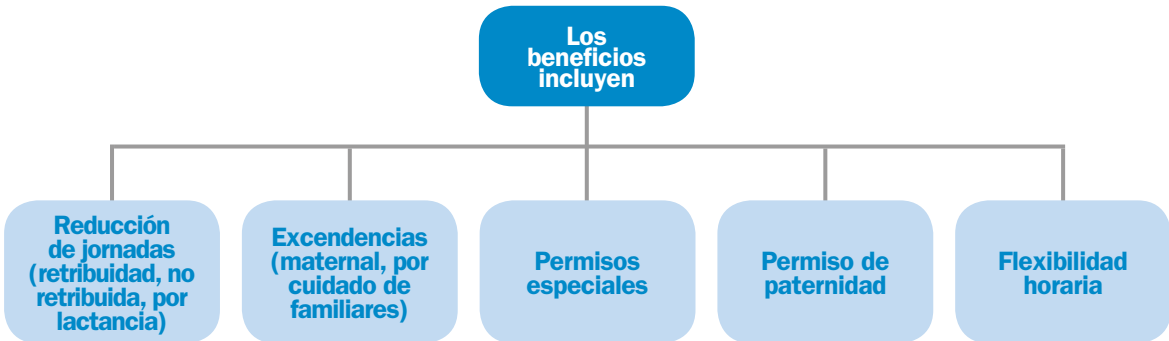 Los
beneficios
incluyen
Reducción
de jornadas
(retribuidad, no
retribuida, por
lactancia)
Excendencias
(maternal, por
cuidado de
familiares)
Permisos
especiales
Permiso de
paternidad
Flexibilidad
horaria